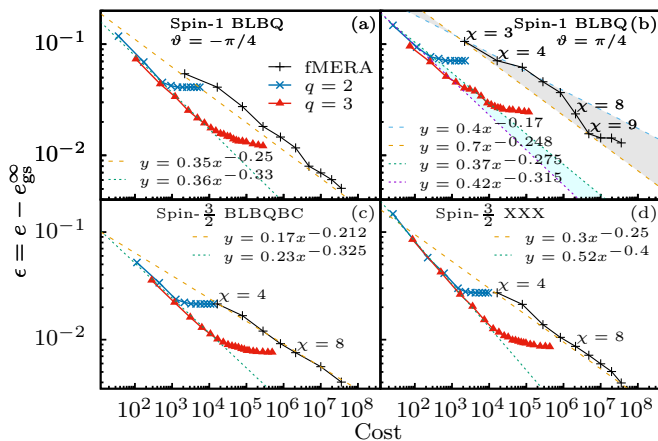 Spin-1 BLBQ (a)
ϑ = −π/4
fMERA
q = 2
q = 3
y = 0.35x^−0.25
y = 0.36x^−0.33
Spin-1 BLBQ (b)
ϑ = π/4
χ = 3
χ = 4
χ = 8
χ = 9
y = 0.4x^−0.17
y = 0.7x^−0.248
y = 0.37x^−0.275
y = 0.42x^−0.315
Spin-3/2 BLBQBC (c)
y = 0.17x^−0.212
y = 0.23x^−0.325
χ = 4
χ = 8
Spin-3/2 XXX (d)
y = 0.3x^−0.25
y = 0.52x^−0.4
χ = 4
χ = 8
10^−1
10^−2
10^−1
10^−2
ϵ = e − e_gs^∞
10^2 10^3 10^4 10^5 10^6 10^7 10^8
10^2 10^3 10^4 10^5 10^6 10^7 10^8
Cost